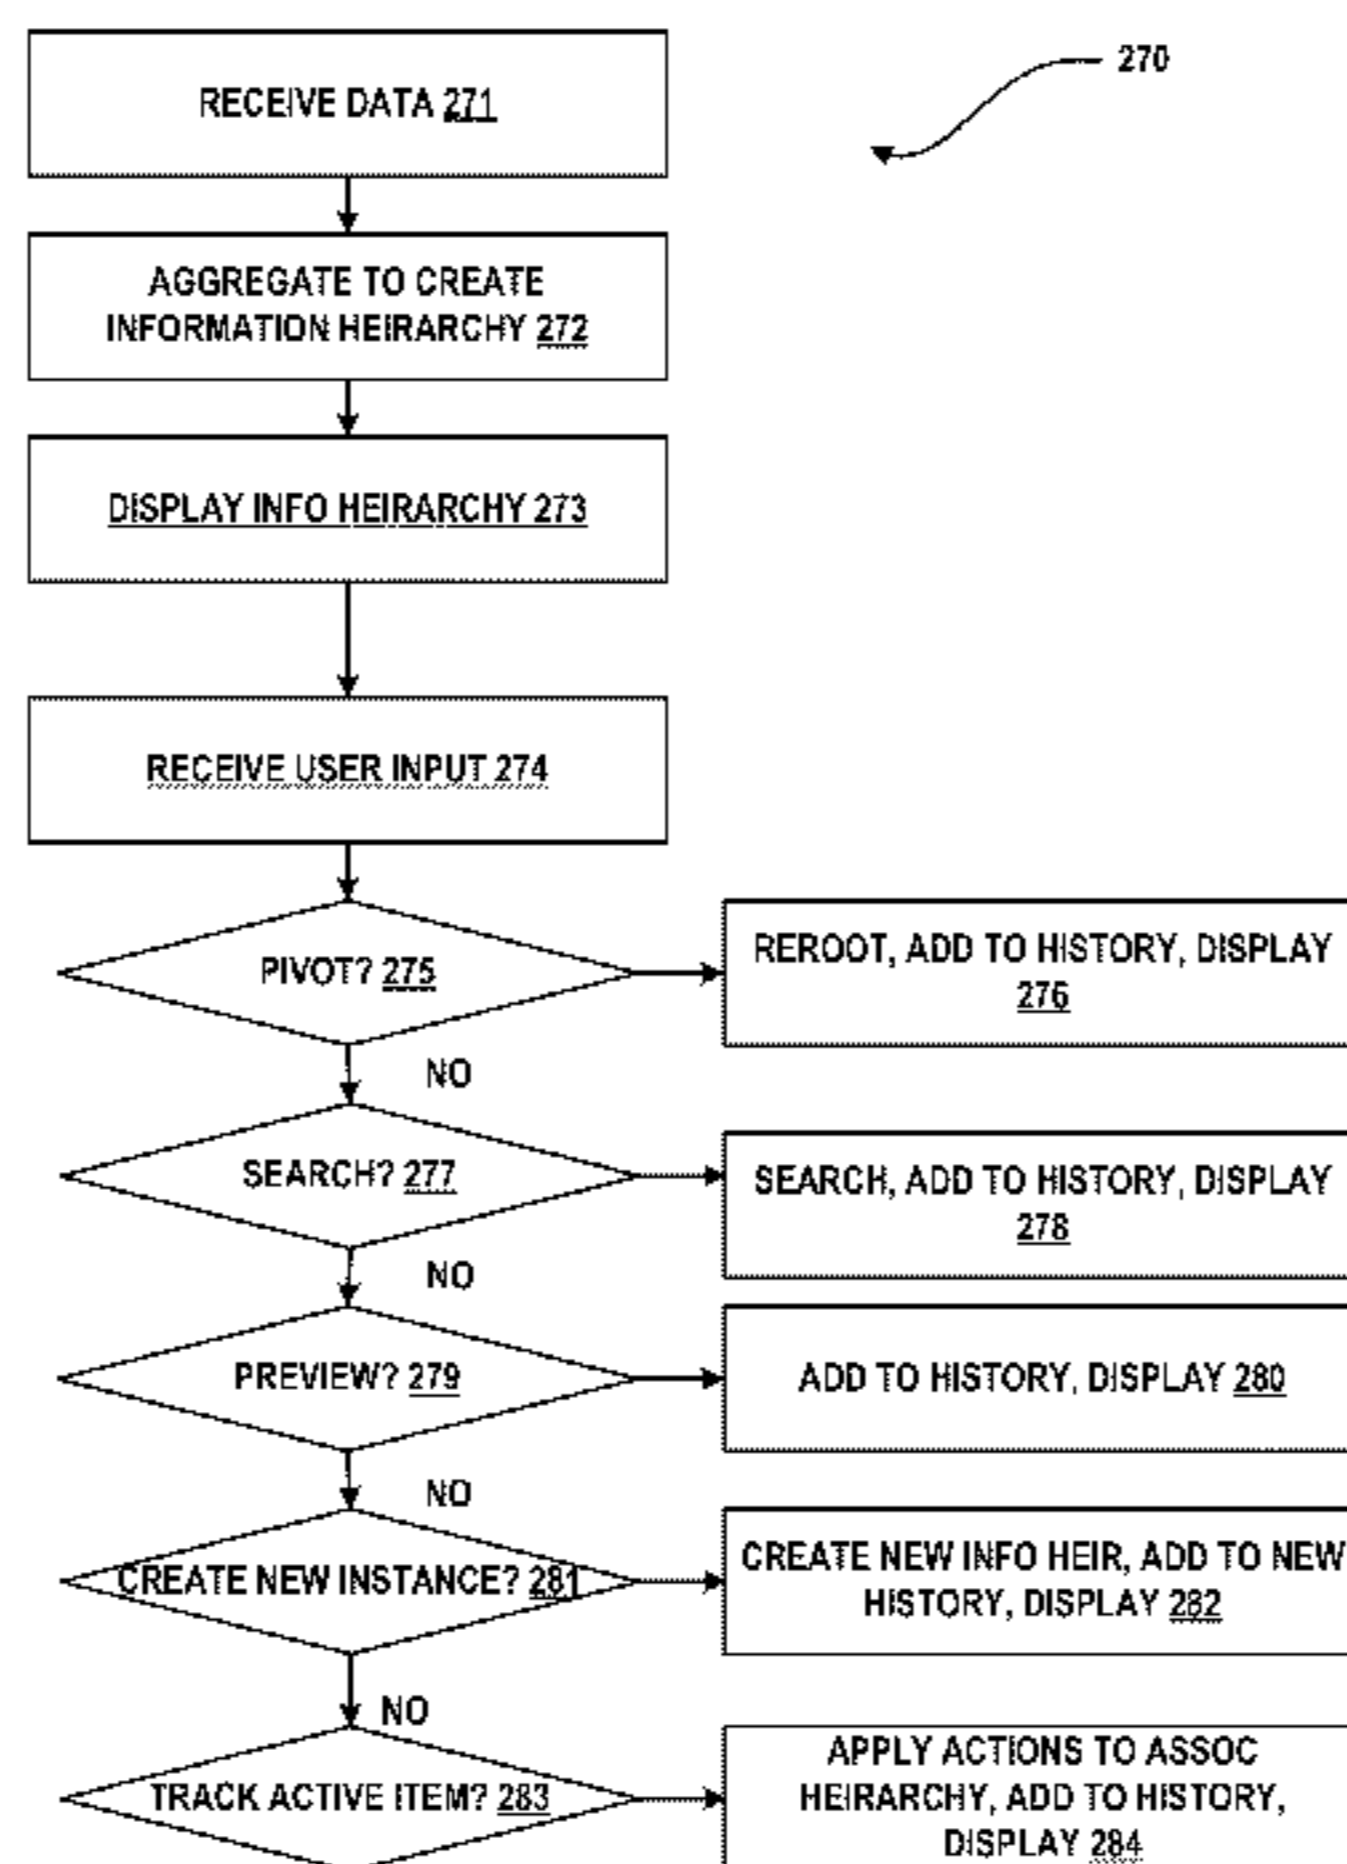 270
RECEIVE DATA 271
AGGREGATE TO CREATE
INFORMATION HEIRARCHY 272
DISPLAY INFO HEIRARCHY 273
RECEIVE USER INPUT 274
PIVOT? 275
REROOT, ADD TO HISTORY, DISPLAY
276
NO
SEARCH? 277
SEARCH, ADD TO HISTORY, DISPLAY
278
NO
PREVIEW? 279
ADD TO HISTORY, DISPLAY 280
NO
CREATE NEW INSTANCE? 281
CREATE NEW INFO HEIR, ADD TO NEW
HISTORY, DISPLAY 282
NO
TRACK ACTIVE ITEM? 283
APPLY ACTIONS TO ASSOC
HEIRARCHY, ADD TO HISTORY,
DISPLAY 284